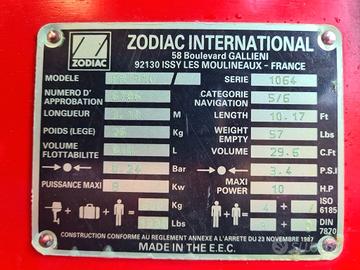 ZODIAC
ZODIAC INTERNATIONAL
58 Boulevard GALLIENI
92130 ISSY LES MOULINEAUX - FRANCE
MODELE SERIE 1064
NUMERO D' APPROBATION CATEGORIE NAVIGATION 5/6
LONGUEUR M LENGTH 10.17 Ft
POIDS (LEGE) Kg WEIGHT EMPTY 57 Lbs
VOLUME FLOTTABILITE VOLUME 29.6 C.Ft
0.24 Bar 3.4 P.S.I
PUISSANCE MAXI Kw MAXI POWER 10 H.P
Kg ISO 6185
Lbs DIN 7870
CONSTRUCTION CONFORME AU REGLEMENT ANNEXE A L'ARRETE DU 23 NOVEMBRE 1987
MADE IN THE E.E.C.